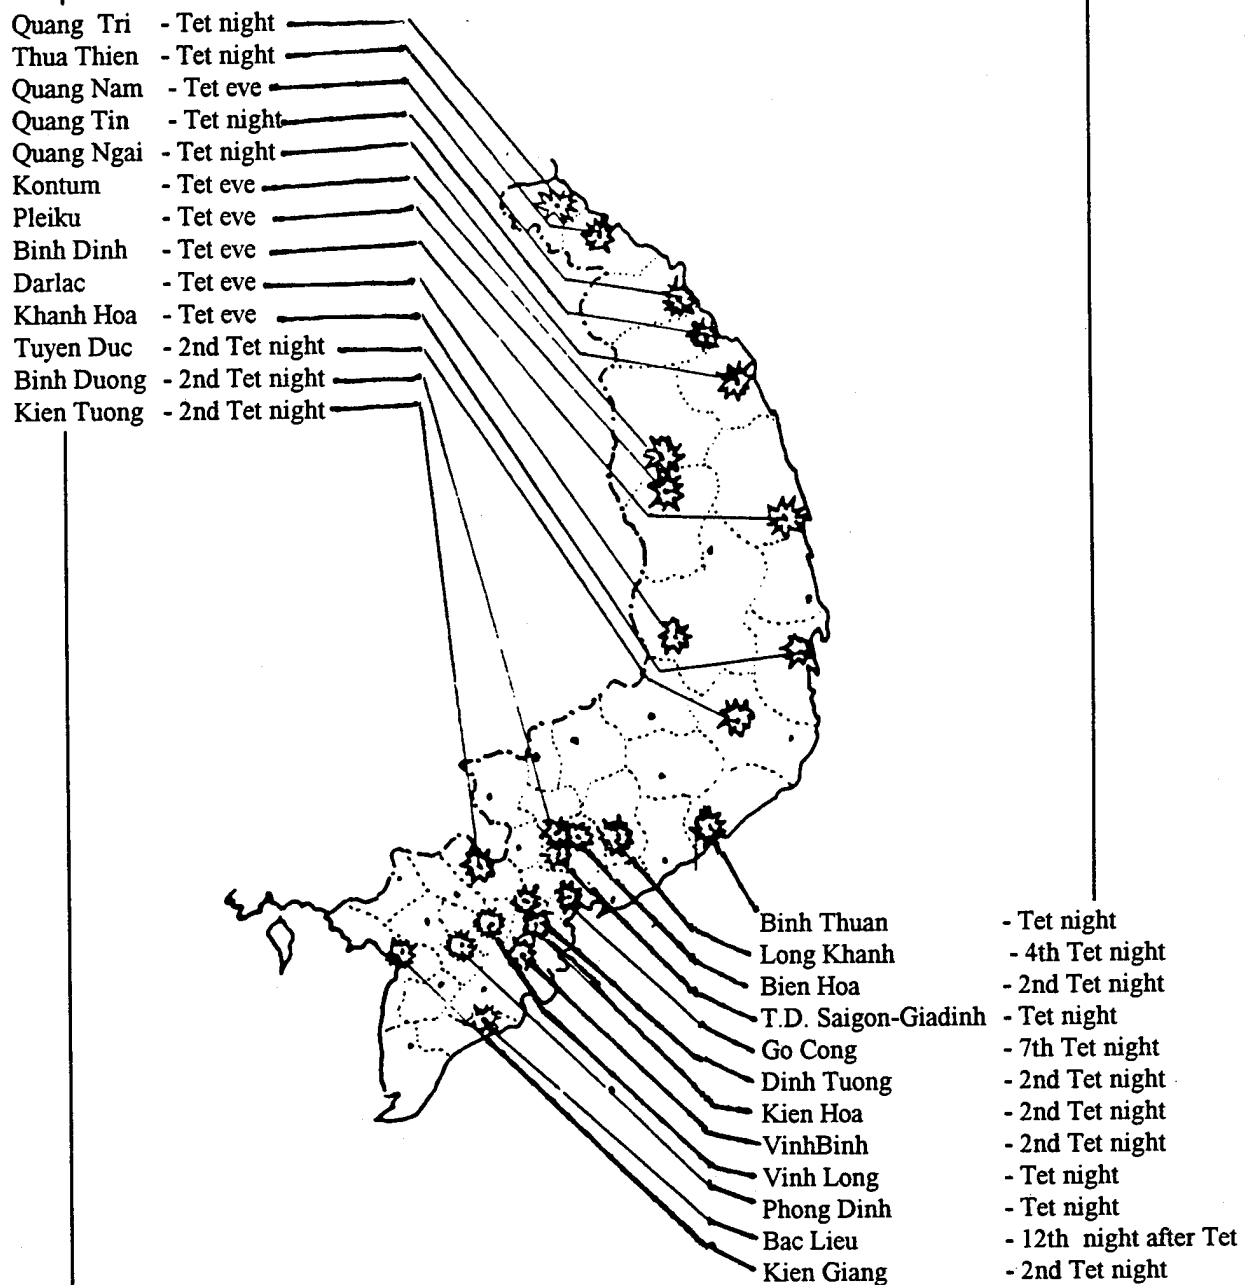 Quang Tri - Tet night
Thua Thien - Tet night
Quang Nam - Tet eve
Quang Tin - Tet night
Quang Ngai - Tet night
Kontum - Tet eve
Pleiku - Tet eve
Binh Dinh - Tet eve
Darlac - Tet eve
Khanh Hoa - Tet eve
Tuyen Duc - 2nd Tet night
Binh Duong - 2nd Tet night
Kien Tuong - 2nd Tet night
Binh Thuan - Tet night
Long Khanh - 4th Tet night
Bien Hoa - 2nd Tet night
T.D. Saigon-Giadinh - Tet night
Go Cong - 7th Tet night
Dinh Tuong - 2nd Tet night
Kien Hoa - 2nd Tet night
VinhBinh - 2nd Tet night
Vinh Long - Tet night
Phong Dinh - Tet night
Bac Lieu - 12th night after Tet
Kien Giang - 2nd Tet night